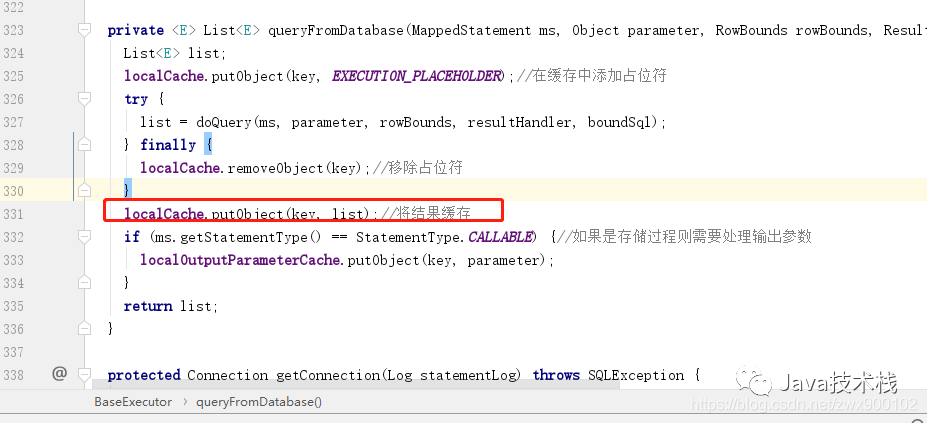 322
323 private <E> List<E> queryFromDatabase(MappedStatement ms, Object parameter, RowBounds rowBounds, Resul
324 List<E> list;
325 localCache.putObject(key, EXECUTION_PLACEHOLDER);//在缓存中添加占位符
326 try {
327 list = doQuery(ms, parameter, rowBounds, resultHandler, boundSql);
328 } finally {
329 localCache.removeObject(key);//移除占位符
330 }
331 localCache.putObject(key, list);//将结果缓存
332 if (ms.getStatementType() == StatementType.CALLABLE) {//如果是存储过程则需要处理输出参数
333 localOutputParameterCache.putObject(key, parameter);
334 }
335 return list;
336 }
337
338 @ protected Connection getConnection(Log statementLog) throws SQLException {
BaseExecutor > queryFromDatabase()
Java技术栈
https://blog.csdn.net/zwx900102